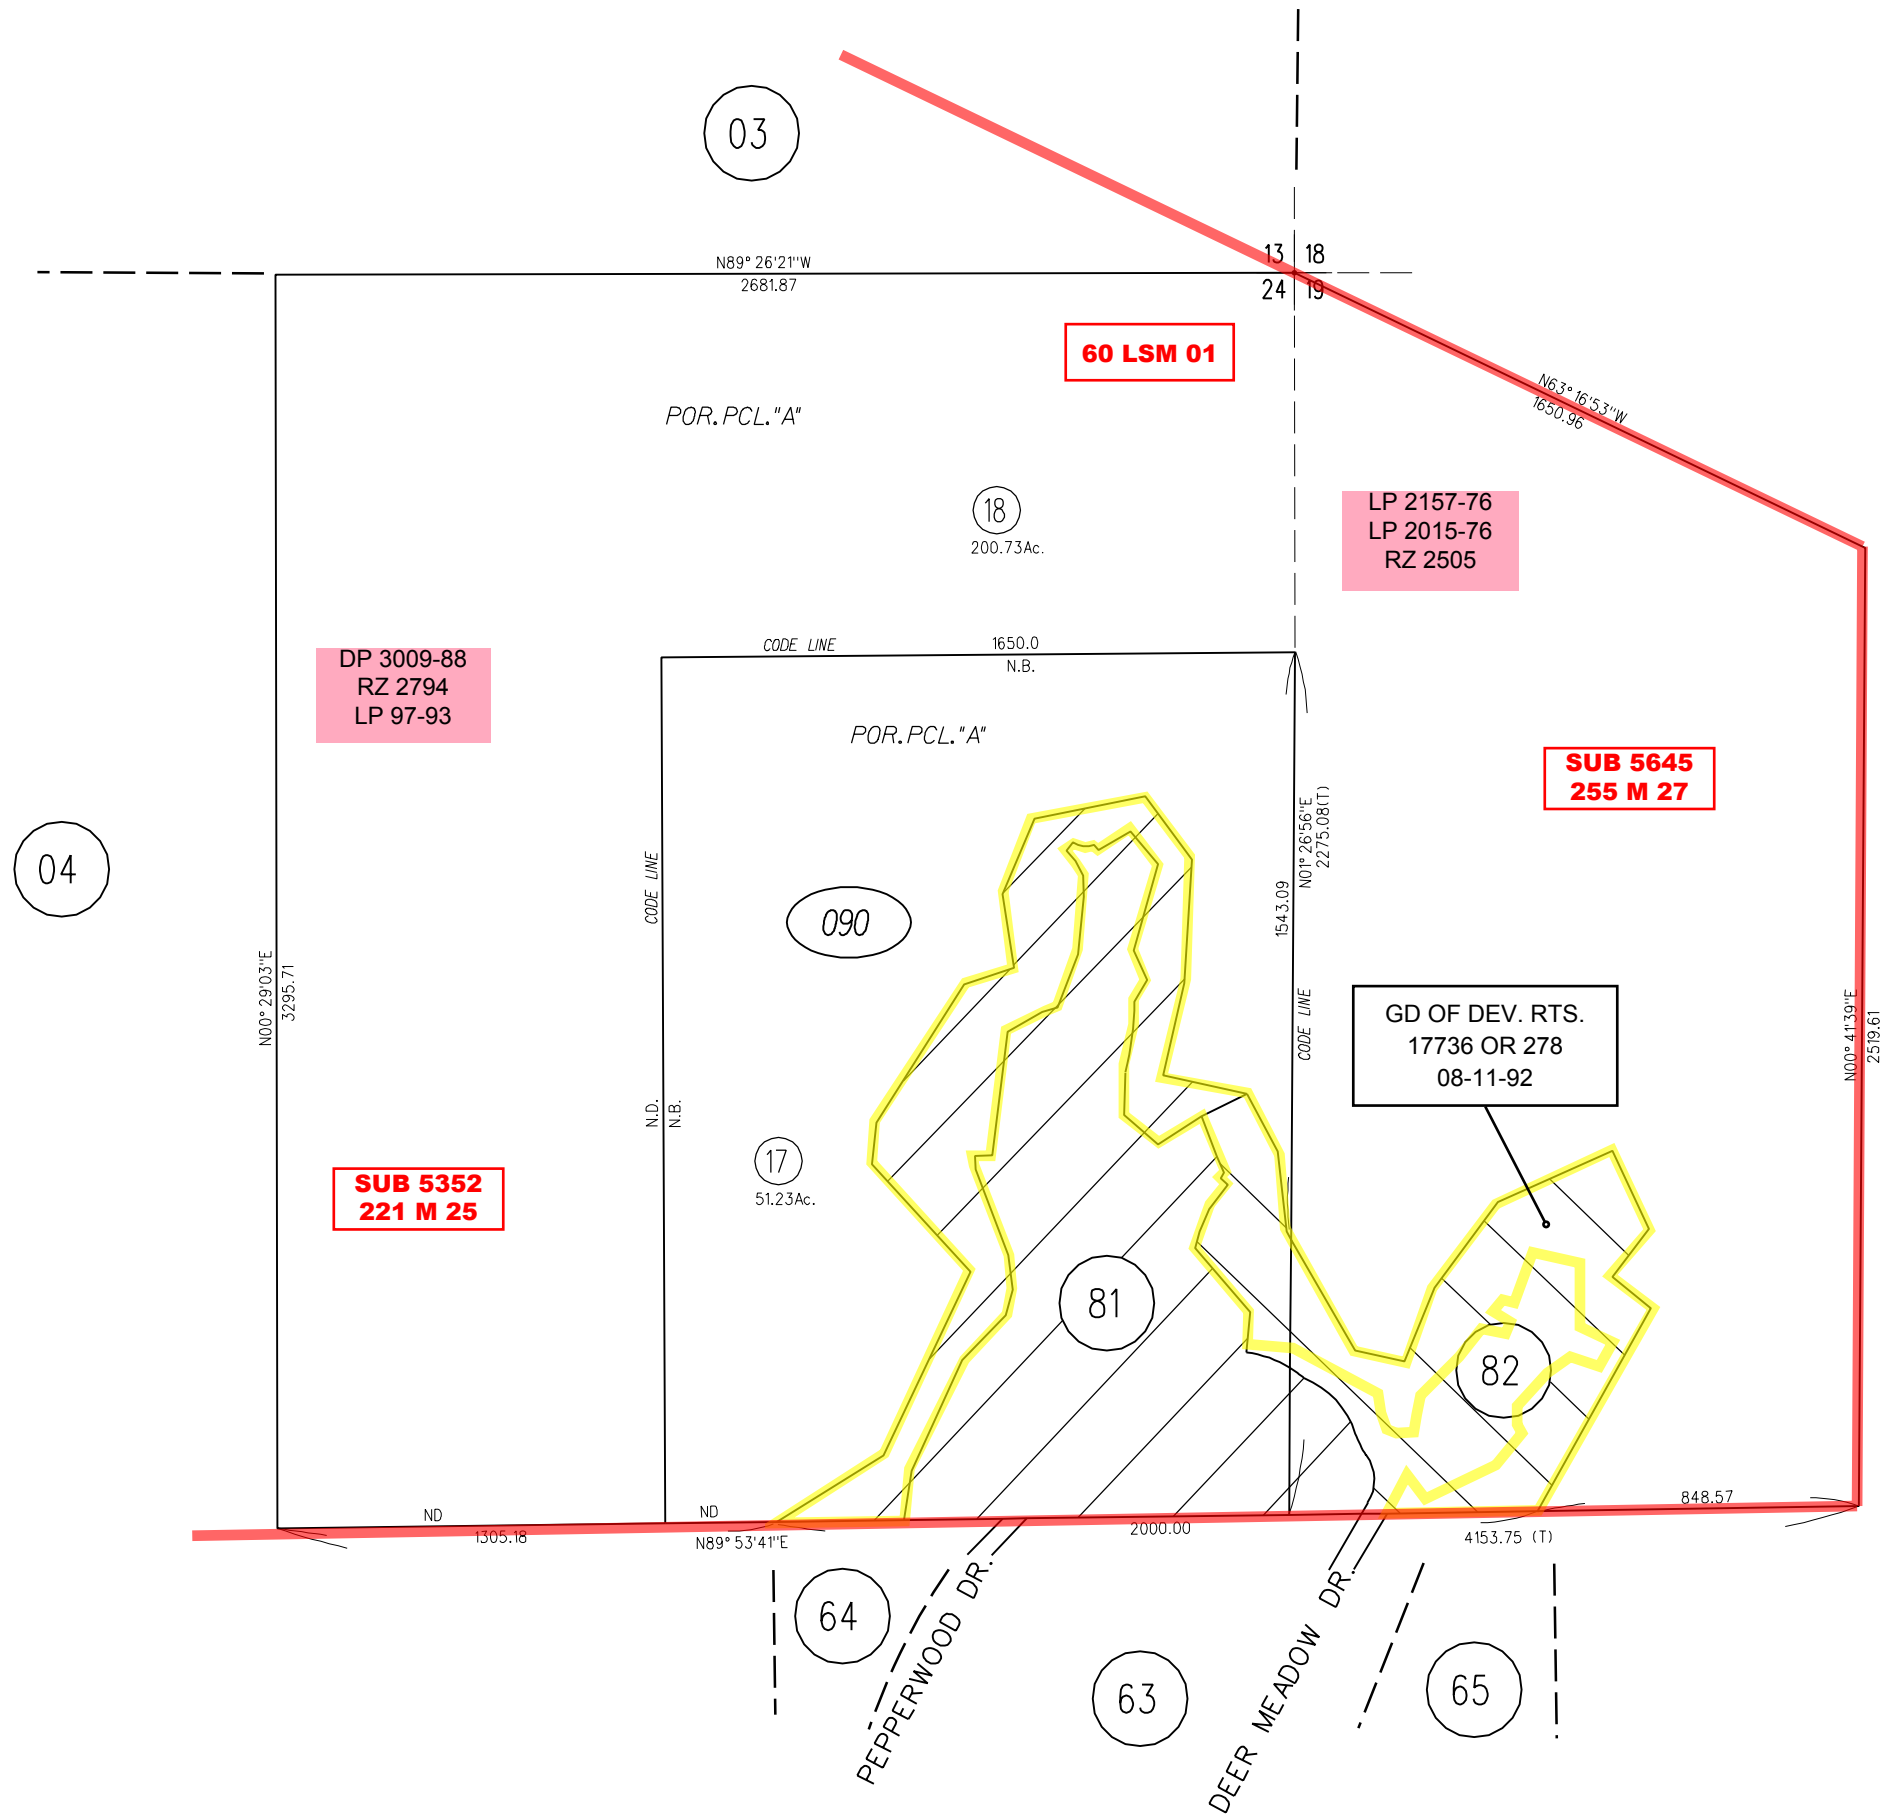 03
13 18
24 19
N89° 26'21"W
2681.87
60 LSM 01
N63° 16'53"W
1650.96
POR. PCL. "A"
18
200.73Ac.
LP 2157-76
LP 2015-76
RZ 2505
CODE LINE
1650.0
N.B.
DP 3009-88
RZ 2794
LP 97-93
POR. PCL. "A"
SUB 5645
255 M 27
04
CODE LINE
090
N01° 26'56"E
2275.08(T)
1543.09
CODE LINE
N00° 29'03"E
3295.71
GD OF DEV. RTS.
17736 OR 278
08-11-92
N00° 41'39"E
2519.61
N.D.
N.B.
17
51.23Ac.
SUB 5352
221 M 25
81
82
ND
1305.18
ND
N89° 53'41"E
2000.00
848.57
4153.75 (T)
64
PEPPERWOOD DR.
63
DEER MEADOW DR.
65